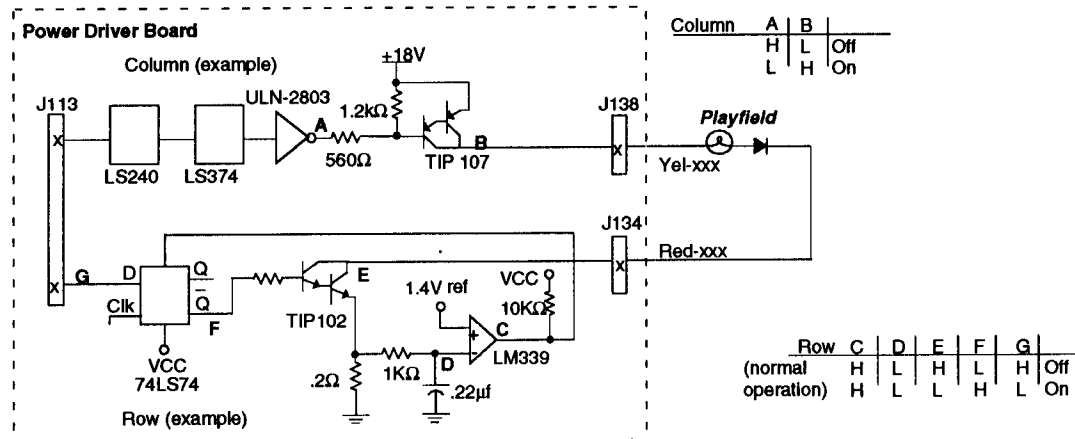 Power Driver Board
Column (example)
+18V
ULN-2803
J113
1.2kΩ
A
B
560Ω
TIP 107
LS240
LS374
X
J138
X
Playfield
Yel-xxx
Column A B
H L Off
L H On
J134
X
Red-xxx
G
D
Q
Q
X
Clk
F
VCC
74LS74
TIP102
E
1.4V ref
VCC
10KΩ
+
-
C
LM339
D
.2Ω
1KΩ
.22µf
Row (example)
Row C D E F G
(normal H L H L H Off
operation) H L L H L On